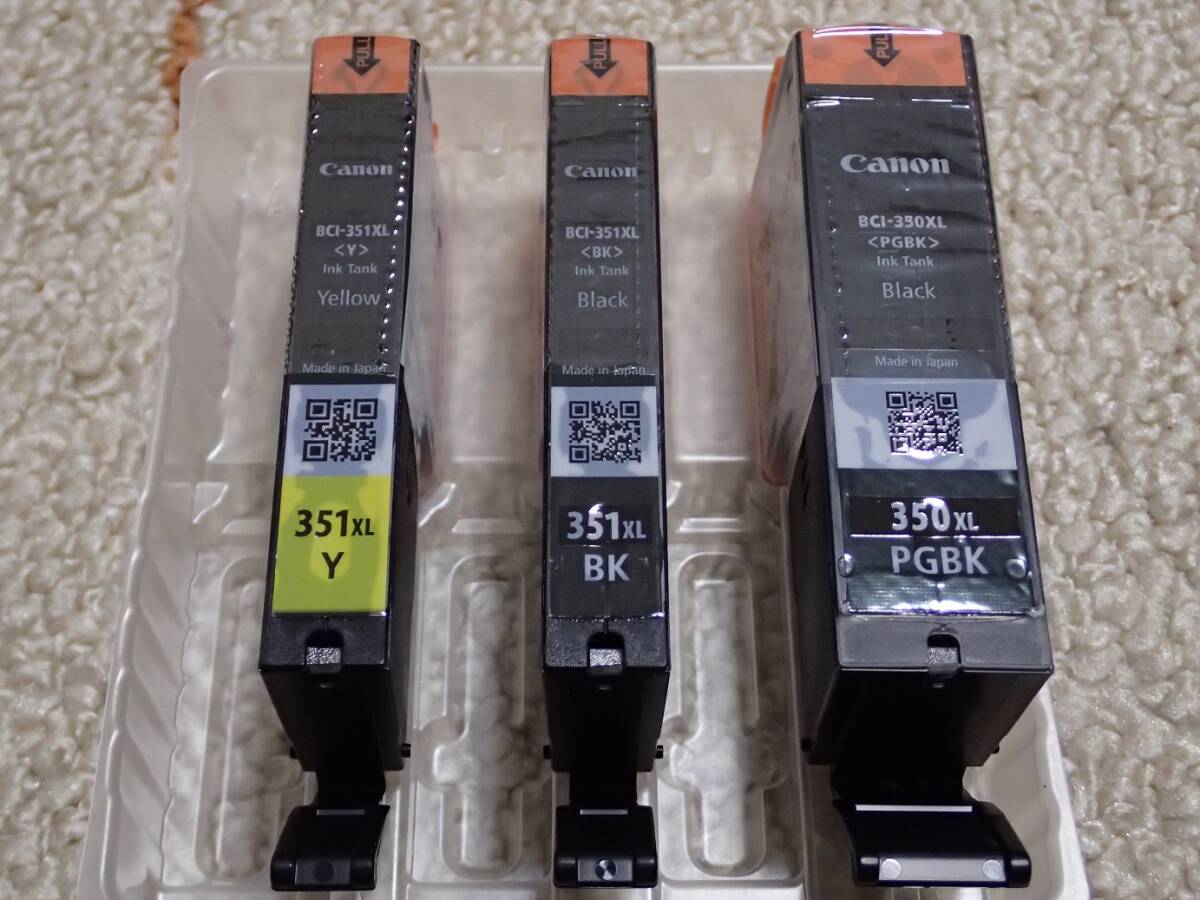 PULL
Canon
BCI-351XL
<Y>
Ink Tank
Yellow
Made in Japan
351XL
Y
PULL
Canon
BCI-351XL
<BK>
Ink Tank
Black
Made in Japan
351XL
BK
PULL
Canon
BCI-350XL
<PGBK>
Ink Tank
Black
Made in Japan
350XL
PGBK